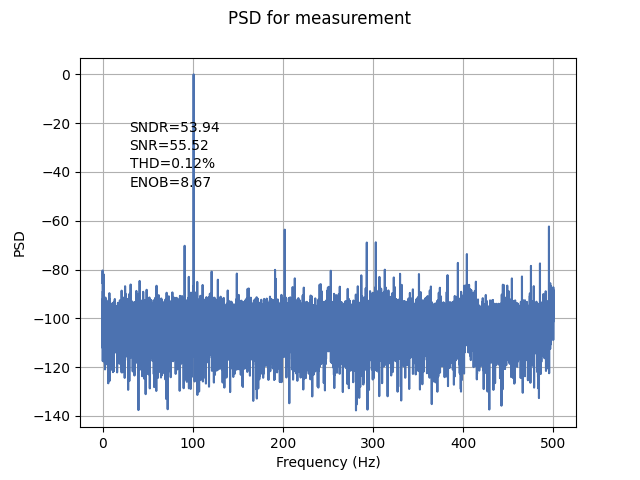 PSD for measurement
0
−20
−40
−60
−80
−100
−120
−140
PSD
SNDR=53.94
SNR=55.52
THD=0.12%
ENOB=8.67
0 100 200 300 400 500
Frequency (Hz)